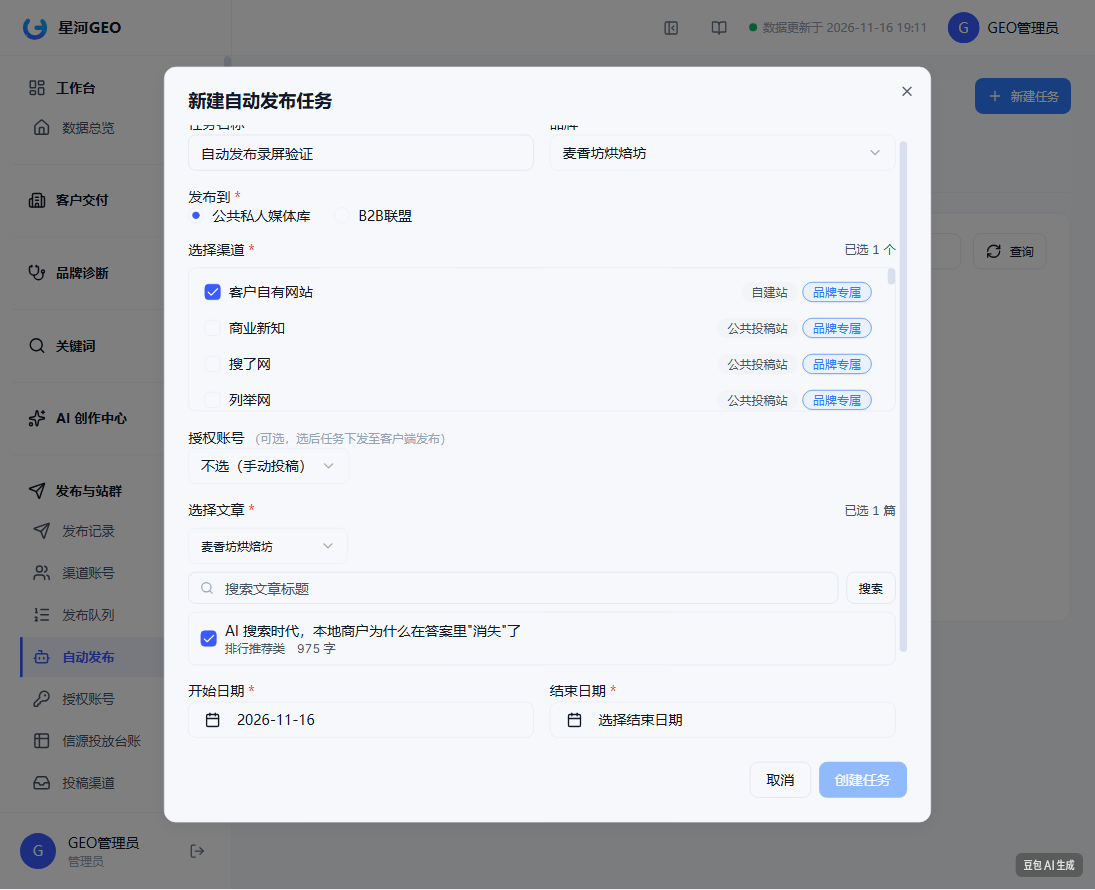 星河GEO
数据更新于 2026-11-16 19:11
G
GEO管理员
工作台
数据总览
客户交付
品牌诊断
关键词
AI 创作中心
发布与站群
发布记录
渠道账号
发布队列
自动发布
授权账号
信源投放台账
投稿渠道
G
GEO管理员
管理员
新建任务
查询
新建自动发布任务
任务名称
品牌
自动发布录屏验证
麦香坊烘焙坊
发布到 *
公共私人媒体库
B2B联盟
选择渠道 *
已选 1 个
客户自有网站
自建站
品牌专属
商业新知
公共投稿站
品牌专属
搜了网
公共投稿站
品牌专属
列举网
公共投稿站
品牌专属
授权账号 (可选，选后任务下发至客户端发布)
不选（手动投稿）
选择文章 *
已选 1 篇
麦香坊烘焙坊
搜索文章标题
搜索
AI 搜索时代，本地商户为什么在答案里"消失"了
排行推荐类 975 字
开始日期 *
结束日期 *
2026-11-16
选择结束日期
取消
创建任务
豆包 AI 生成